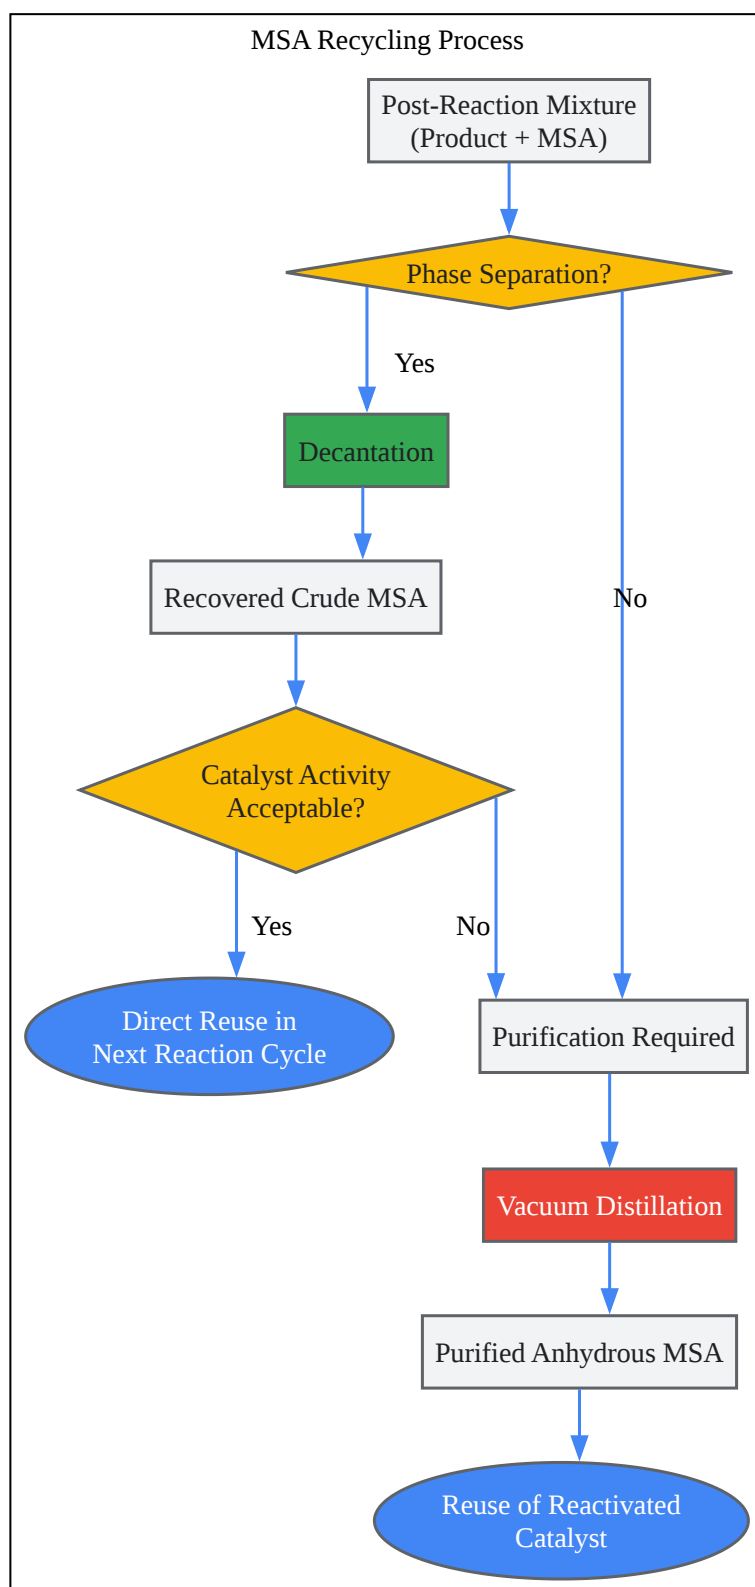 MSA Recycling Process
Post-Reaction Mixture
(Product + MSA)
Phase Separation?
Yes
Decantation
Recovered Crude MSA
No
Catalyst Activity
Acceptable?
Yes
No
Direct Reuse in
Next Reaction Cycle
Purification Required
Vacuum Distillation
Purified Anhydrous MSA
Reuse of Reactivated
Catalyst